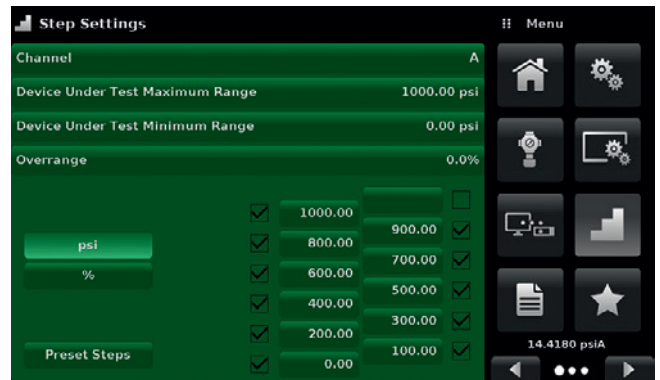 Step Settings
Menu
Channel A
Device Under Test Maximum Range 1000.00 psi
Device Under Test Minimum Range 0.00 psi
Overrange 0.0%
1000.00
900.00
psi
800.00
700.00
%
600.00
500.00
400.00
300.00
200.00
100.00
Preset Steps
0.00
14.4180 psiA